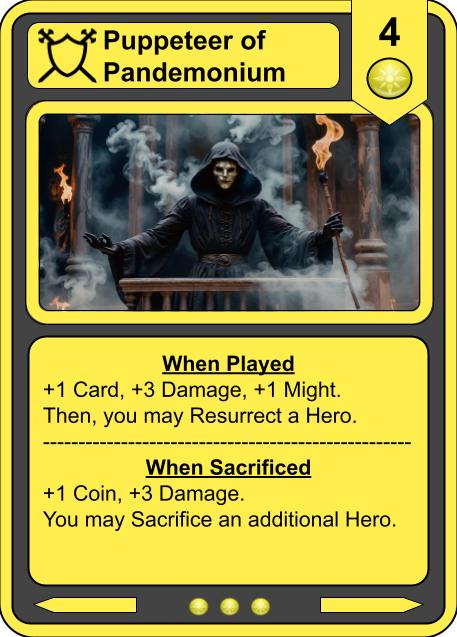 Puppeteer of
Pandemonium
4
When Played
+1 Card, +3 Damage, +1 Might.
Then, you may Resurrect a Hero.
----------------------------------------------------
When Sacrificed
+1 Coin, +3 Damage.
You may Sacrifice an additional Hero.